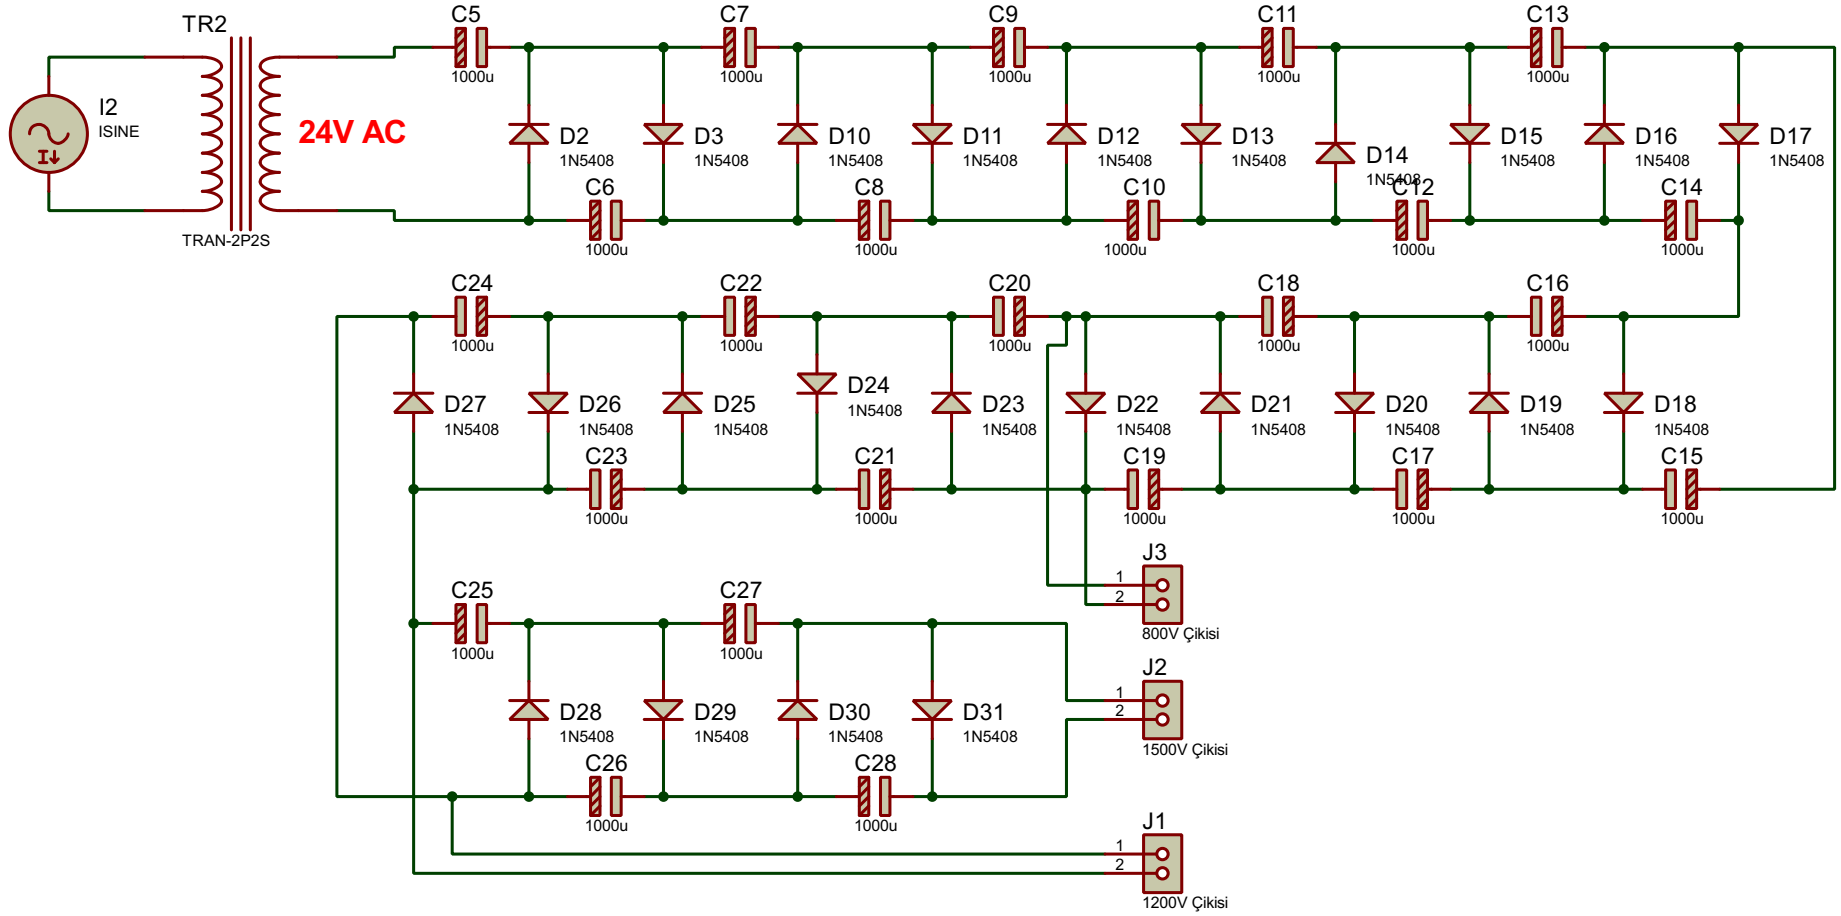 TR2
TRAN-2P2S
I2
ISINE
24V AC
C5
1000u
C7
1000u
C9
1000u
C11
1000u
C13
1000u
D2
1N5408
D3
1N5408
D10
1N5408
D11
1N5408
D12
1N5408
D13
1N5408
D14
1N5408
D15
1N5408
D16
1N5408
D17
1N5408
C6
1000u
C8
1000u
C10
1000u
C12
1000u
C14
1000u
C24
1000u
C22
1000u
C20
1000u
C18
1000u
C16
1000u
D27
1N5408
D26
1N5408
D25
1N5408
D24
1N5408
D23
1N5408
D22
1N5408
D21
1N5408
D20
1N5408
D19
1N5408
D18
1N5408
C23
1000u
C21
1000u
C19
1000u
C17
1000u
C15
1000u
J3
1
2
800V Çikisi
C25
1000u
C27
1000u
D28
1N5408
D29
1N5408
D30
1N5408
D31
1N5408
J2
1
2
1500V Çikisi
C26
1000u
C28
1000u
J1
1
2
1200V Çikisi